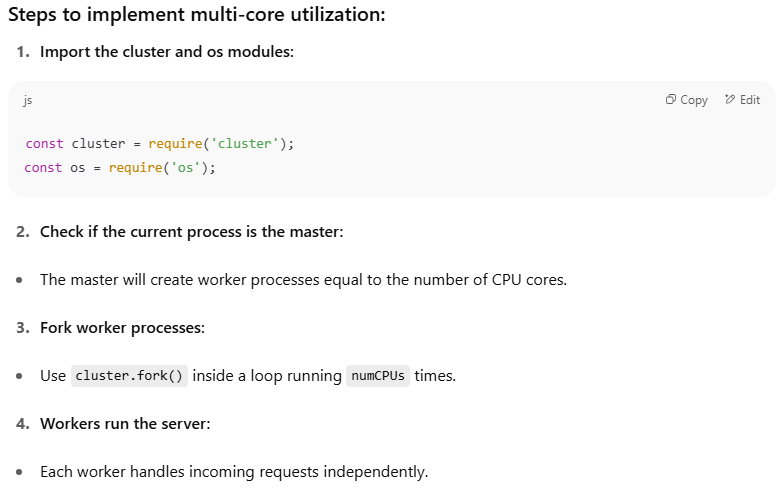 Steps to implement multi-core utilization:
1. Import the cluster and os modules:
js
Copy Edit
const cluster = require('cluster');
const os = require('os');
2. Check if the current process is the master:
• The master will create worker processes equal to the number of CPU cores.
3. Fork worker processes:
• Use cluster.fork() inside a loop running numCPUs times.
4. Workers run the server:
• Each worker handles incoming requests independently.